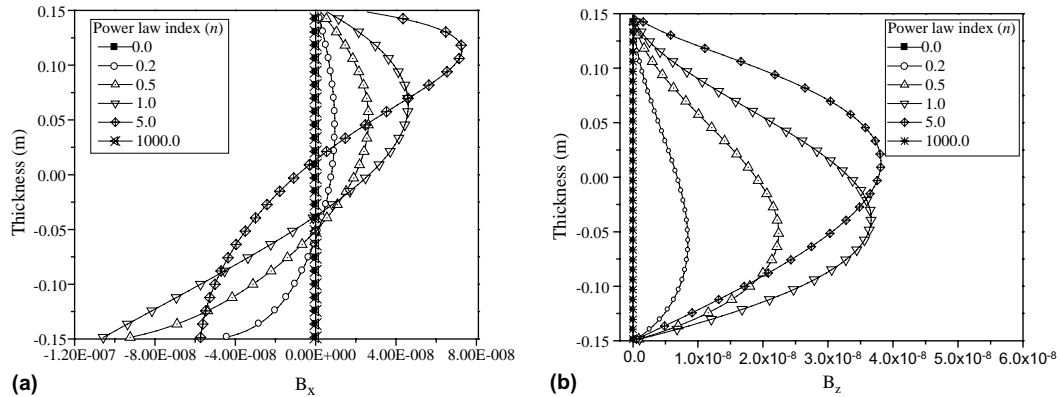 0.15
0.10
0.05
0.00
-0.05
-0.10
-0.15
Thickness (m)
Power law index (n)
0.0
0.2
0.5
1.0
5.0
1000.0
-1.20E-007
-8.00E-008
-4.00E-008
0.00E+000
4.00E-008
8.00E-008
Bx
(a)
0.15
0.10
0.05
0.00
-0.05
-0.10
-0.15
Thickness (m)
Power law index (n)
0.0
0.2
0.5
1.0
5.0
1000.0
0.0
1.0x10-8
2.0x10-8
3.0x10-8
4.0x10-8
5.0x10-8
6.0x10-8
Bz
(b)